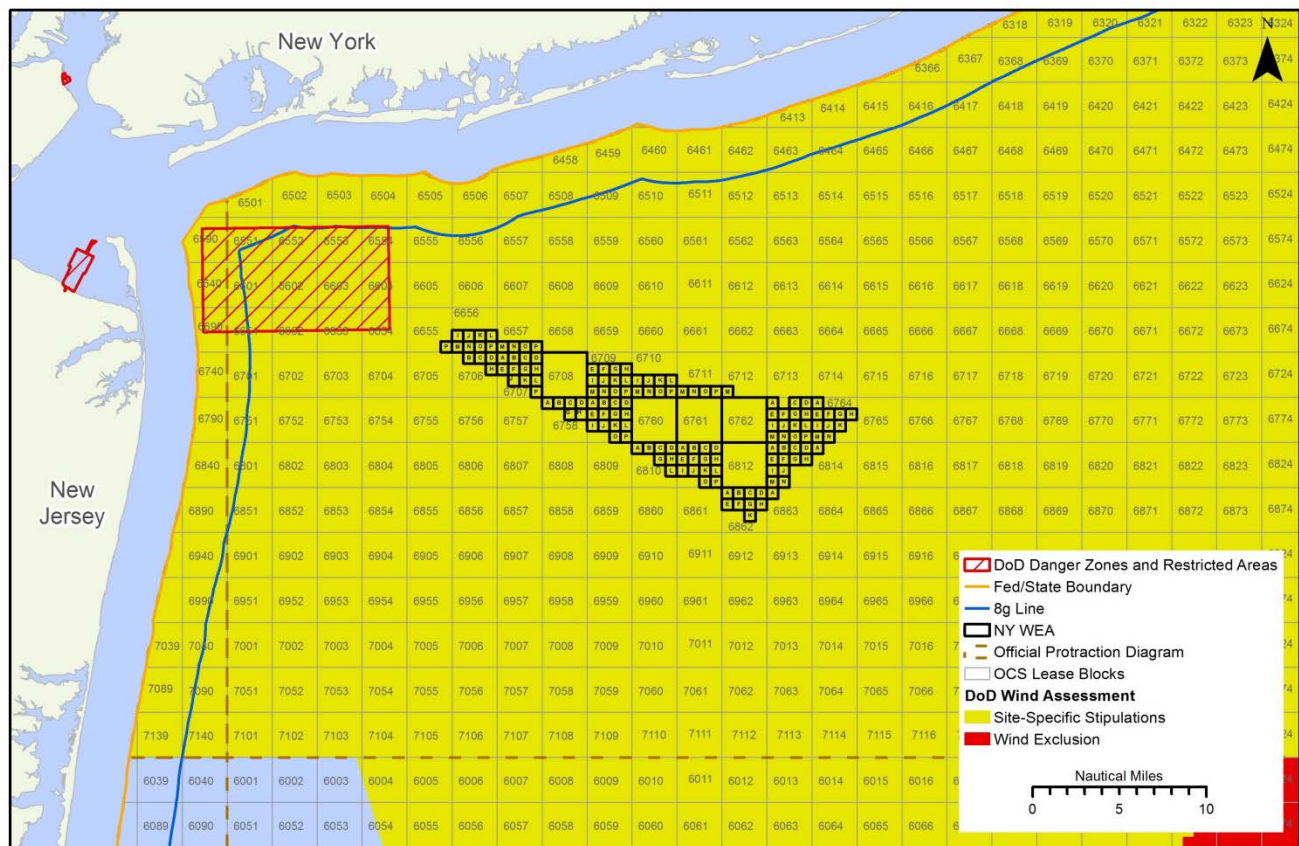 New York
New
Jersey
N
6318 6319 6320 6321 6322 6323 6324
6366 6367 6368 6369 6370 6371 6372 6373
6413 6414 6415 6416 6417 6418 6419 6420 6421 6422 6423 6424
6458 6459 6460 6461 6462 6463 6464 6465 6466 6467 6468 6469 6470 6471 6472 6473 6474
6501 6502 6503 6504 6505 6506 6507 6508 6509 6510 6511 6512 6513 6514 6515 6516 6517 6518 6519 6520 6521 6522 6523 6524
6590 6551 6552 6553 6554 6555 6556 6557 6558 6559 6560 6561 6562 6563 6564 6565 6566 6567 6568 6569 6570 6571 6572 6573 6574
6640 6601 6602 6603 6604 6605 6606 6607 6608 6609 6610 6611 6612 6613 6614 6615 6616 6617 6618 6619 6620 6621 6622 6623 6624
6690 6651 6652 6653 6654 6655 6656 6657 6658 6659 6660 6661 6662 6663 6664 6665 6666 6667 6668 6669 6670 6671 6672 6673 6674
I J K L
P M N O P M N O P
6740 6701 6702 6703 6704 6705 6706 6707 6708 6709 6710 6711 6712 6713 6714 6715 6716 6717 6718 6719 6720 6721 6722 6723 6724
B C D A B C D
H E F G H E F G H
K L I J K L I J K L
P M N O P M N O P M N O P M
6790 6751 6752 6753 6754 6755 6756 6757 6758 6760 6761 6762 6764 6765 6766 6767 6768 6769 6770 6771 6772 6773 6774
A B C D A B C D A C D A
E F G H E F G H E F G H
I J K L I J K L I J K
O P M N O P M N
6840 6801 6802 6803 6804 6805 6806 6807 6808 6809 6810 6812 6814 6815 6816 6817 6818 6819 6820 6821 6822 6823 6824
A B C D A B C D A B C D A
G H E F G H E F G H
L I J K L I J
O P M N
6890 6851 6852 6853 6854 6855 6856 6857 6858 6859 6860 6861 6862 6863 6864 6865 6866 6867 6868 6869 6870 6871 6872 6873 6874
A B C D A
E F G H
K
6940 6901 6902 6903 6904 6905 6906 6907 6908 6909 6910 6911 6912 6913 6914 6915 6916
6990 6951 6952 6953 6954 6955 6956 6957 6958 6959 6960 6961 6962 6963 6964 6965 6966
7039 7040 7001 7002 7003 7004 7005 7006 7007 7008 7009 7010 7011 7012 7013 7014 7015 7016
7089 7090 7051 7052 7053 7054 7055 7056 7057 7058 7059 7060 7061 7062 7063 7064 7065 7066
7139 7140 7101 7102 7103 7104 7105 7106 7107 7108 7109 7110 7111 7112 7113 7114 7115 7116
6039 6040 6001 6002 6003 6004 6005 6006 6007 6008 6009 6010 6011 6012 6013 6014 6015 6016
6089 6090 6051 6052 6053 6054 6055 6056 6057 6058 6059 6060 6061 6062 6063 6064 6065 6066
DoD Danger Zones and Restricted Areas
Fed/State Boundary
8g Line
NY WEA
Official Protraction Diagram
OCS Lease Blocks
DoD Wind Assessment
Site-Specific Stipulations
Wind Exclusion
Nautical Miles
0 5 10